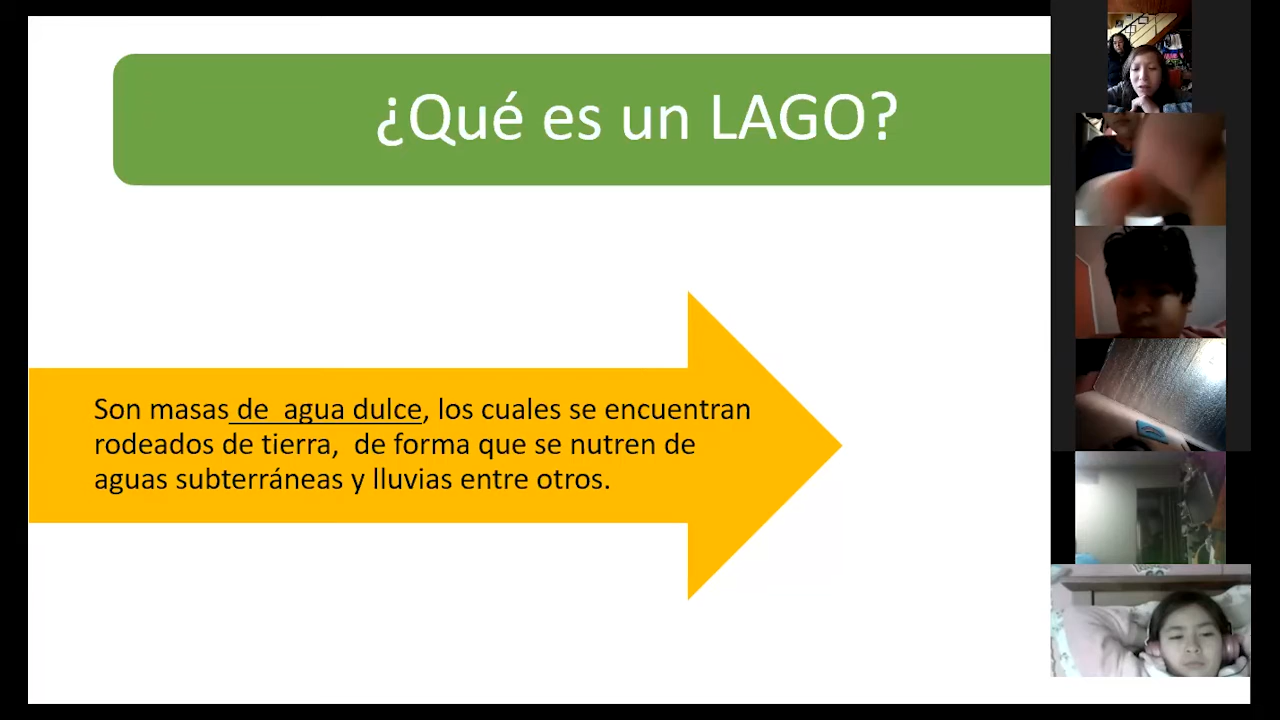 ¿Qué es un LAGO?
Son masas de  agua dulce, los cuales se encuentran
rodeados de tierra,  de forma que se nutren de
aguas subterráneas y lluvias entre otros.